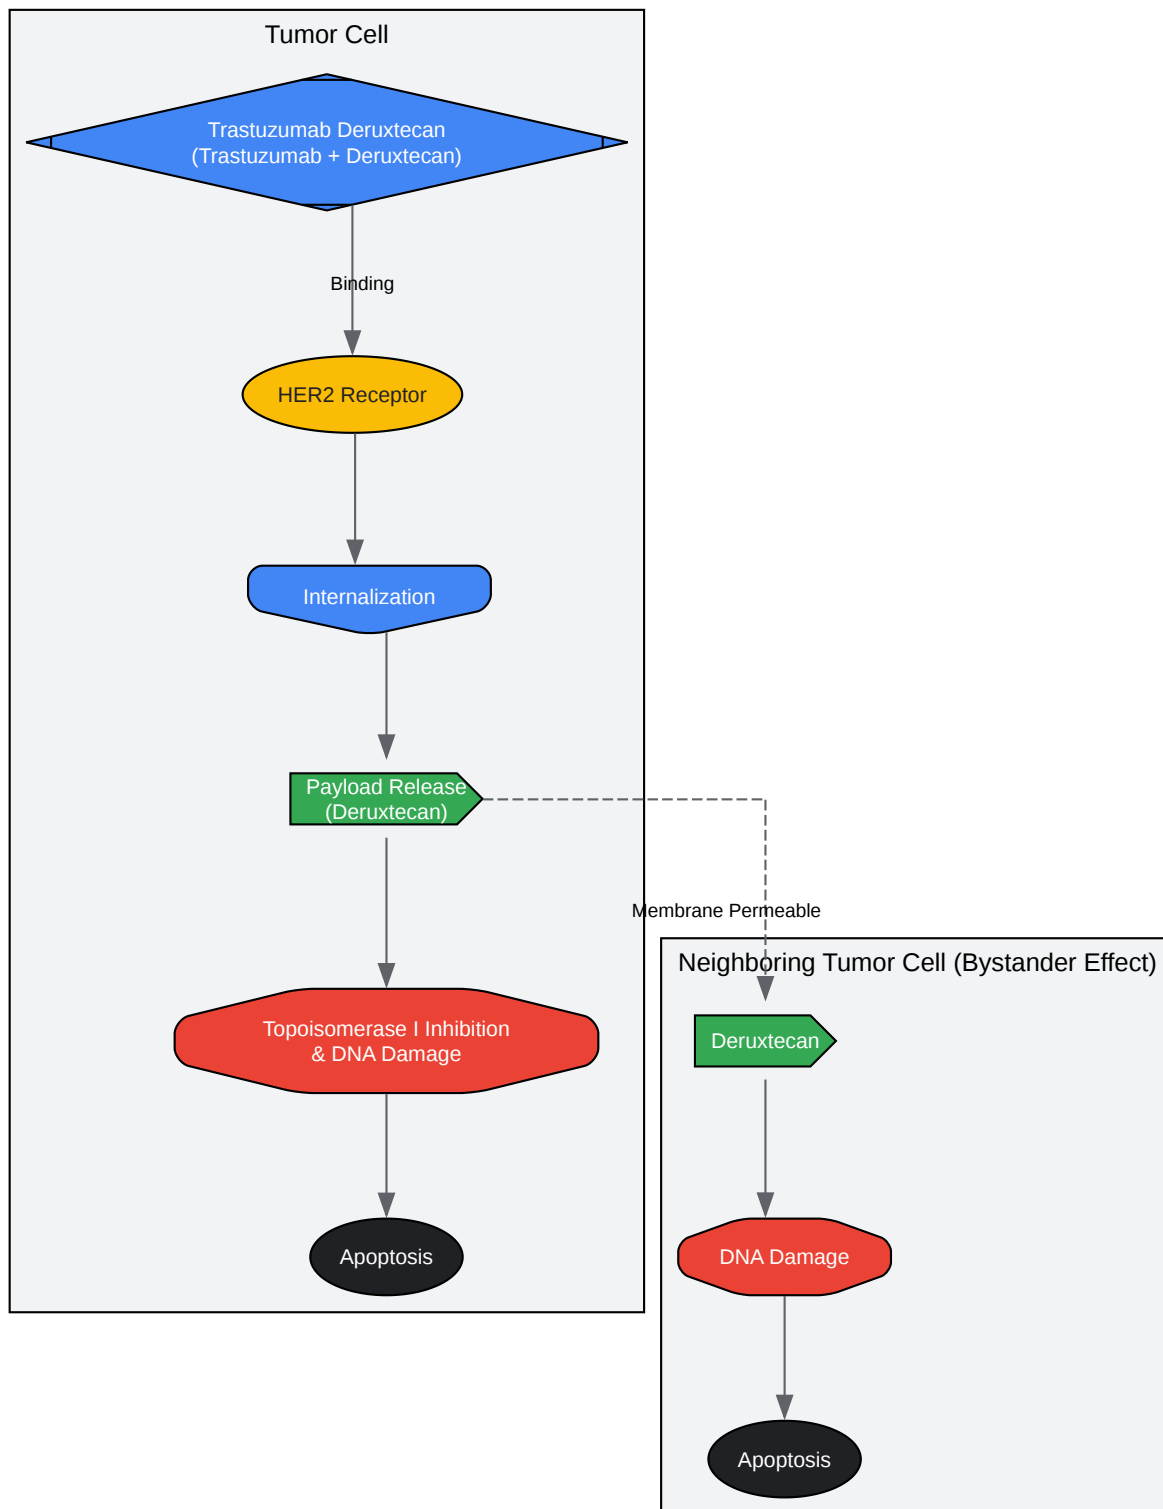 Tumor Cell
Trastuzumab Deruxtecan
(Trastuzumab + Deruxtecan)
Binding
HER2 Receptor
Internalization
Payload Release
(Deruxtecan)
Membrane Permeable
Neighboring Tumor Cell (Bystander Effect)
Topoisomerase I Inhibition
& DNA Damage
Deruxtecan
Apoptosis
DNA Damage
Apoptosis